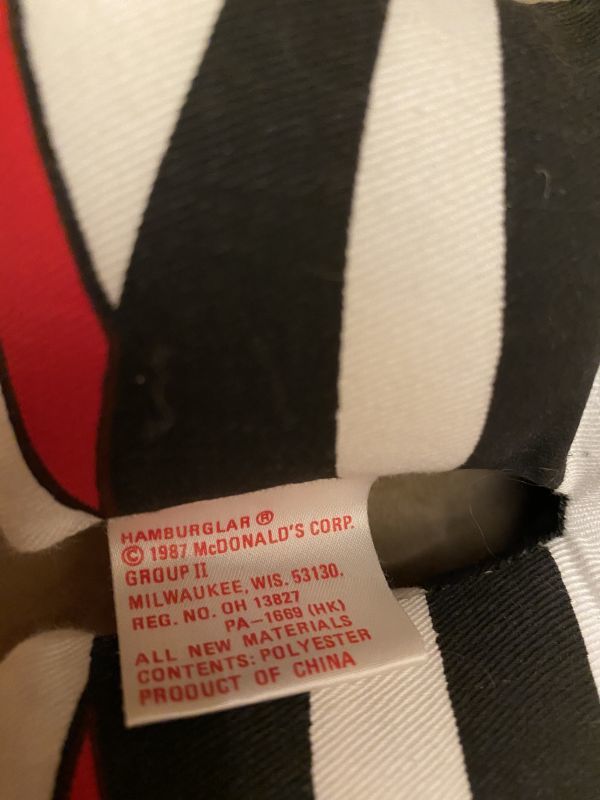 HAMBURGLAR ®
© 1987 McDONALD'S CORP.
GROUP II
MILWAUKEE, WIS. 53130.
REG. NO. OH 13827
PA-1669 (HK)
ALL NEW MATERIALS
CONTENTS: POLYESTER
PRODUCT OF CHINA